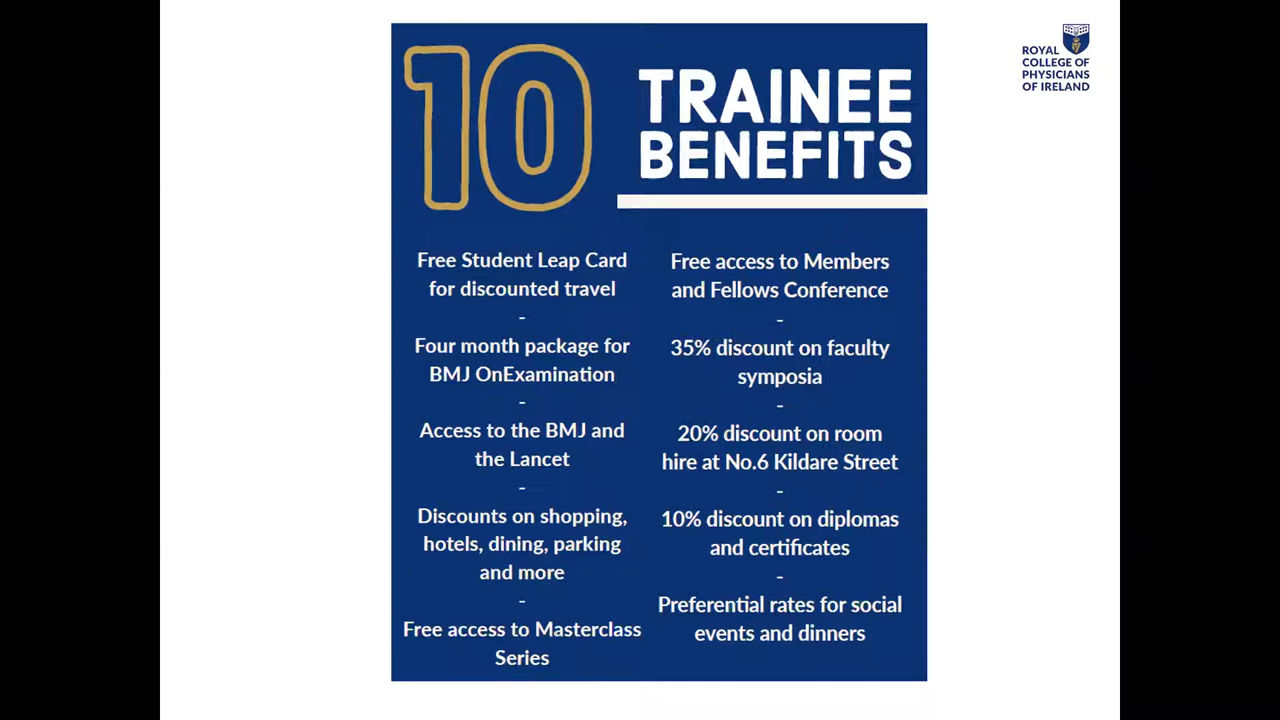 10
TRAINEE
BENEFITS
Free Student Leap Card
for discounted travel
-
Four month package for
BMJ OnExamination
-
Access to the BMJ and
the Lancet
-
Discounts on shopping,
hotels, dining, parking
and more
-
Free access to Masterclass
Series
Free access to Members
and Fellows Conference
-
35% discount on faculty
symposia
-
20% discount on room
hire at No.6 Kildare Street
-
10% discount on diplomas
and certificates
-
Preferential rates for social
events and dinners
ROYAL
COLLEGE OF
PHYSICIANS
OF IRELAND